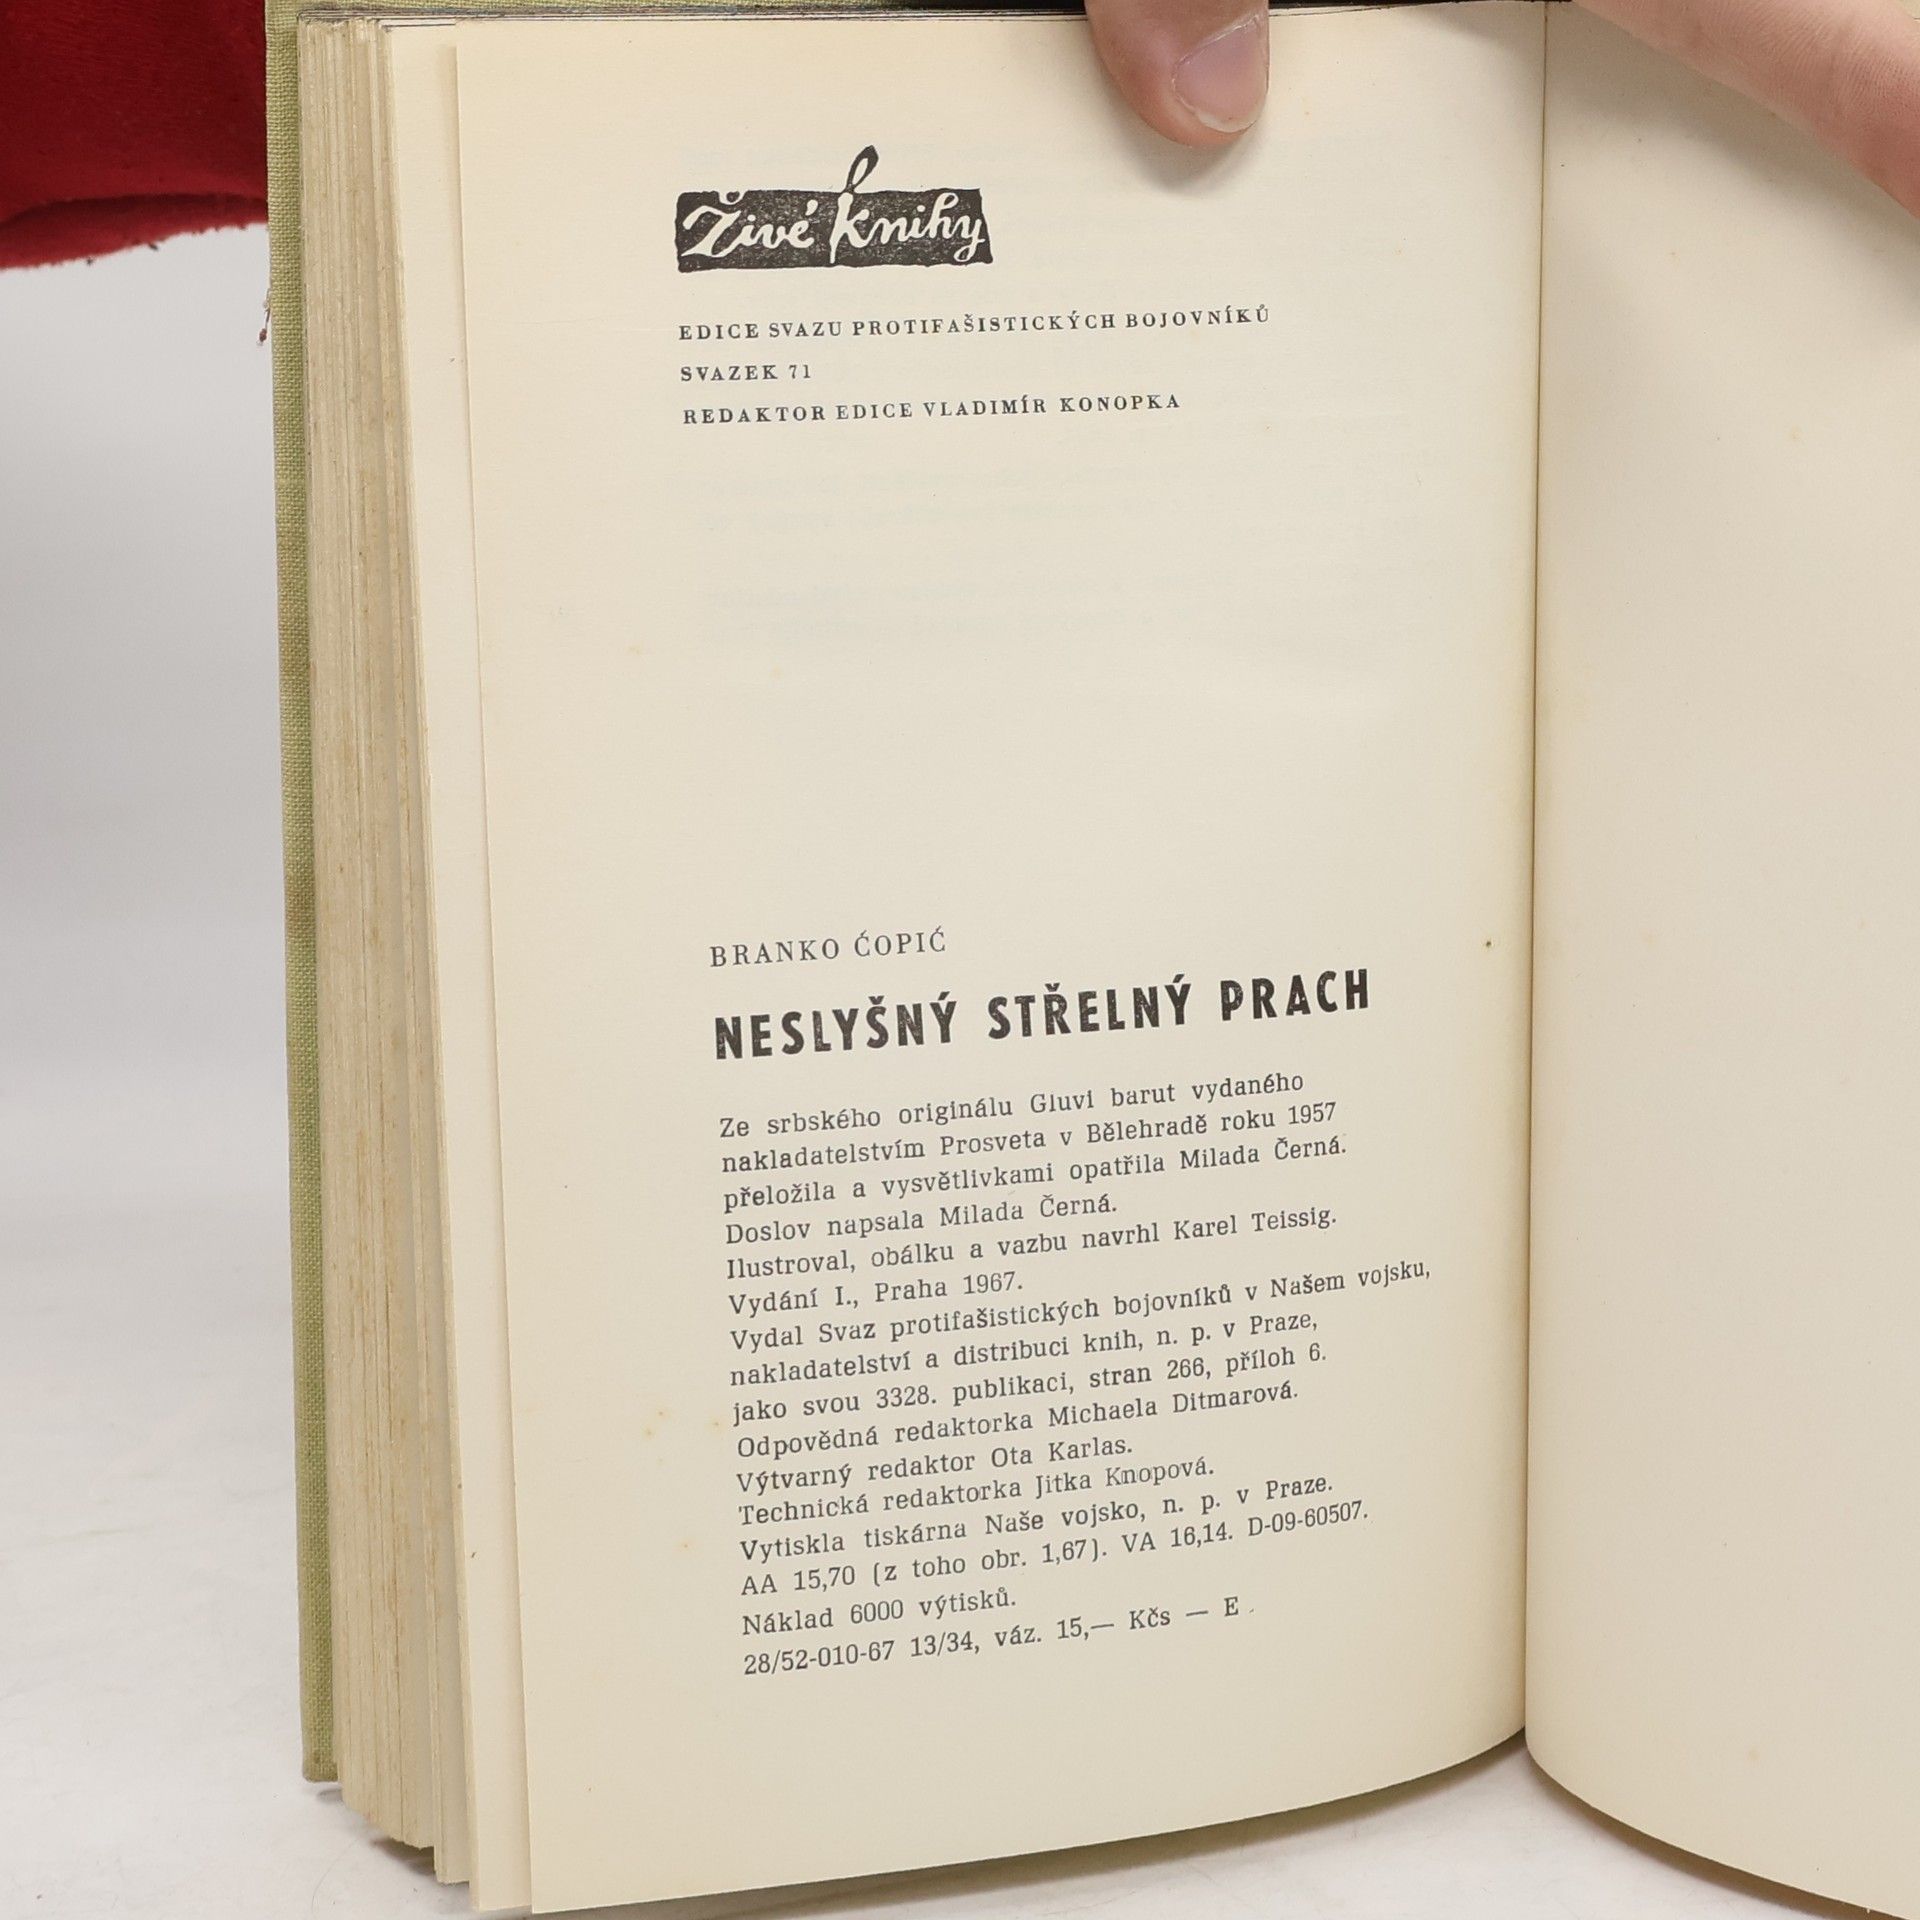 Živé knihy
EDICE SVAZU PROTIFAŠISTICKÝCH BOJOVNÍKŮ
SVAZEK 71
REDAKTOR EDICE VLADIMÍR KONOPKA
BRANKO ĆOPIĆ
NESLYŠNÝ STŘELNÝ PRACH
Ze srbského originálu Gluvi barut vydaného
nakladatelstvím Prosveta v Bělehradě roku 1957
přeložila a vysvětlivkami opatřila Milada Černá.
Doslov napsala Milada Černá.
Ilustroval, obálku a vazbu navrhl Karel Teissig.
Vydání I., Praha 1967.
Vydal Svaz protifašistických bojovníků v Našem vojsku,
nakladatelství a distribuci knih, n. p. v Praze,
jako svou 3328. publikaci, stran 266, příloh 6.
Odpovědná redaktorka Michaela Ditmarová.
Výtvarný redaktor Ota Karlas.
Technická redaktorka Jitka Knopová.
Vytiskla tiskárna Naše vojsko, n. p. v Praze.
AA 15,70 (z toho obr. 1,67). VA 16,14. D-09-60507.
Náklad 6000 výtisků.
28/52-010-67 13/34, váz. 15,— Kčs — E